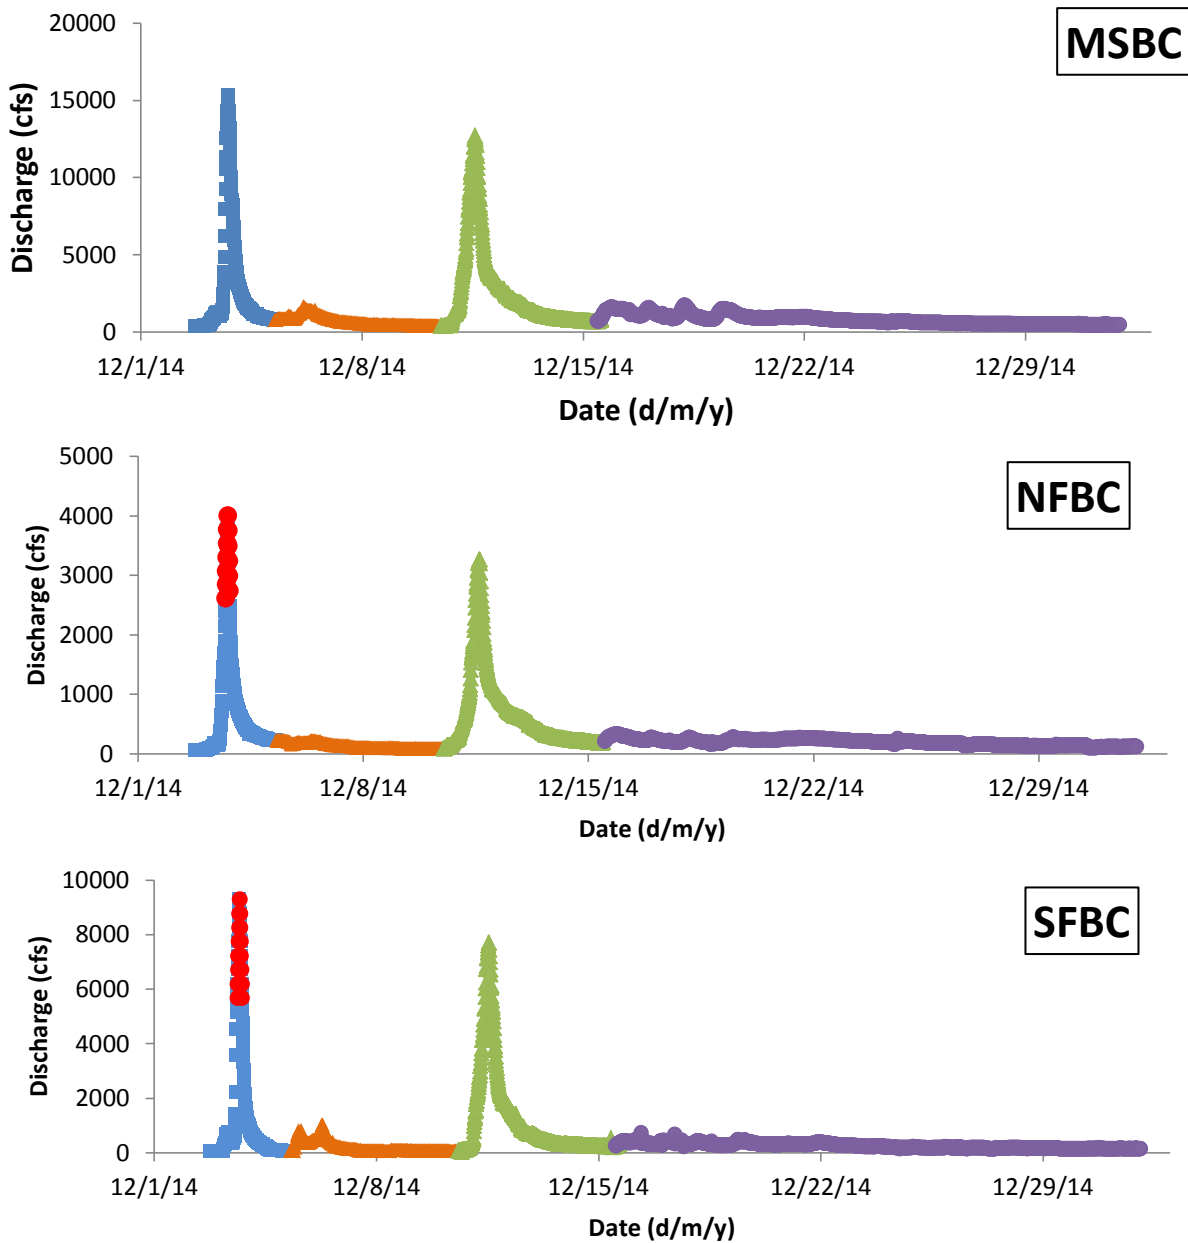 MSBC
Discharge (cfs)
20000
15000
10000
5000
0
12/1/14 12/8/14 12/15/14 12/22/14 12/29/14
Date (d/m/y)
NFBC
Discharge (cfs)
5000
4000
3000
2000
1000
0
12/1/14 12/8/14 12/15/14 12/22/14 12/29/14
Date (d/m/y)
SFBC
Discharge (cfs)
10000
8000
6000
4000
2000
0
12/1/14 12/8/14 12/15/14 12/22/14 12/29/14
Date (d/m/y)